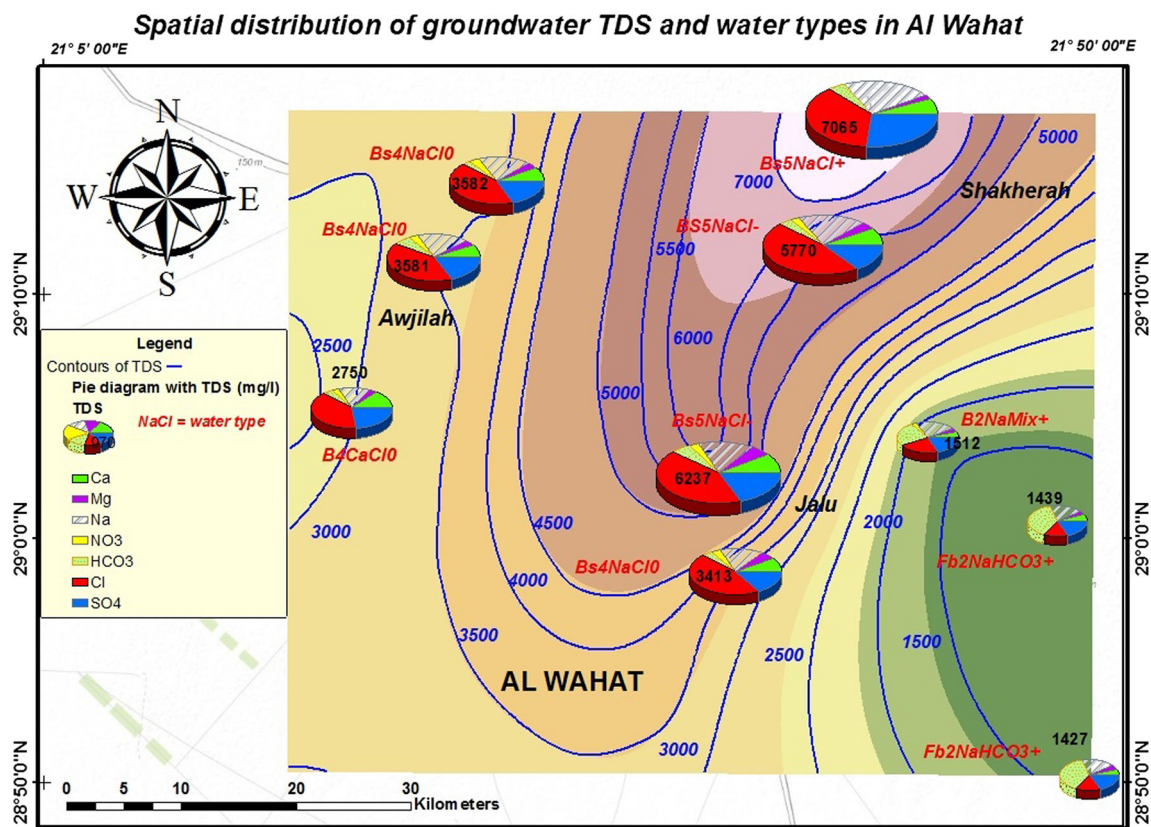 Spatial distribution of groundwater TDS and water types in Al Wahat
21° 5' 00"E
21° 50' 00"E
N
W
E
S
150 m
7065
5000
Bs4NaCl0
3582
Bs5NaCl+
7000
Shakherah
Bs4NaCl0
3581
BS5NaCl-
5500
5770
29°10'0"N
29°10'0"N
Awjilah
2500
6000
2750
5000
Legend
Contours of TDS
Pie diagram with TDS (mg/l)
TDS
NaCl = water type
970
Ca
Mg
Na
NO3
HCO3
Cl
SO4
B4CaCl0
Bs5NaCl-
B2NaMix+
1512
6237
Jalu
1439
3000
4500
2000
29°0'0"N
29°0'0"N
Bs4NaCl0
3413
Fb2NaHCO3+
4000
3500
2500
1500
AL WAHAT
3000
Fb2NaHCO3+
1427
28°50'0"N
28°50'0"N
0 5 10 20 30
Kilometers